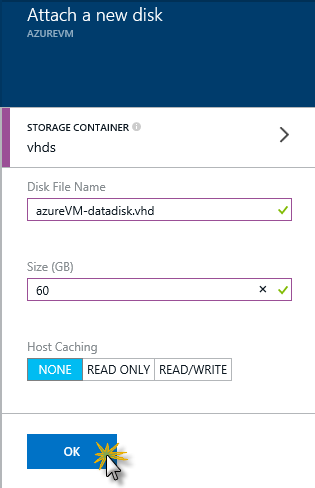 Attach a new disk
AZUREVM
STORAGE CONTAINER
vhds
Disk File Name
azureVM-datadisk.vhd
Size (GB)
60
Host Caching
NONE READ ONLY READ/WRITE
OK